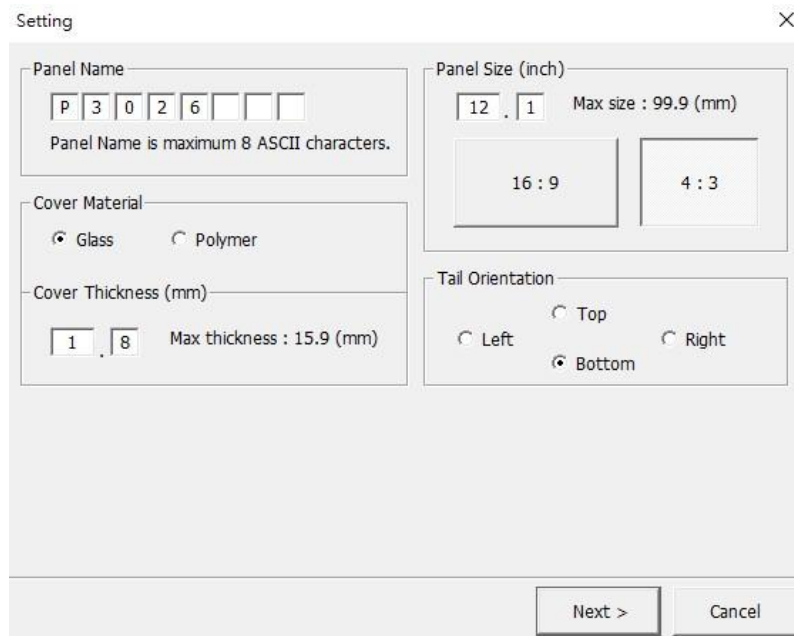 Setting
Panel Name
P 3 0 2 6
Panel Name is maximum 8 ASCII characters.
Cover Material
Glass Polymer
Cover Thickness (mm)
1 . 8 Max thickness : 15.9 (mm)
Panel Size (inch)
12 . 1 Max size : 99.9 (mm)
16 : 9 4 : 3
Tail Orientation
Top
Left Right
Bottom
Next > Cancel